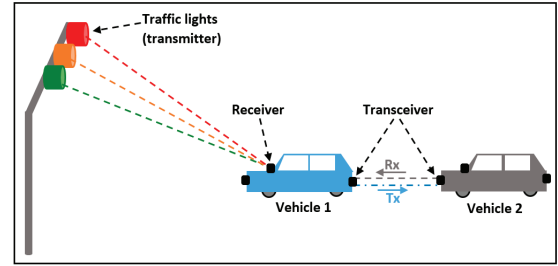 Traffic lights
(transmitter)
Receiver
Transceiver
Rx
Tx
Vehicle 1
Vehicle 2